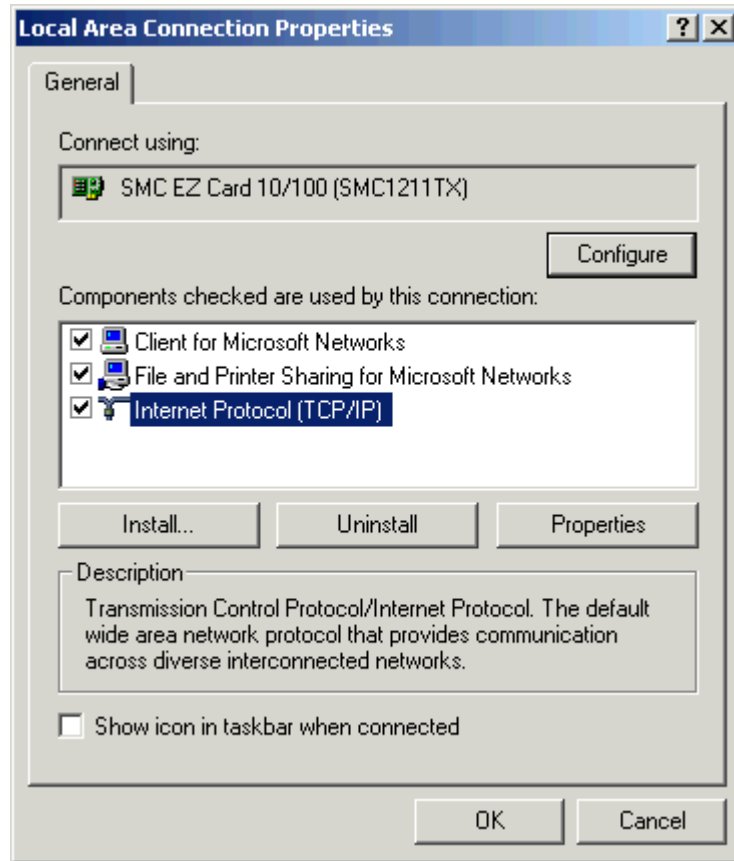 Local Area Connection Properties
General
Connect using:
SMC EZ Card 10/100 (SMC1211TX)
Configure
Components checked are used by this connection:
Client for Microsoft Networks
File and Printer Sharing for Microsoft Networks
Internet Protocol (TCP/IP)
Install...
Uninstall
Properties
Description
Transmission Control Protocol/Internet Protocol. The default
wide area network protocol that provides communication
across diverse interconnected networks.
Show icon in taskbar when connected
OK
Cancel